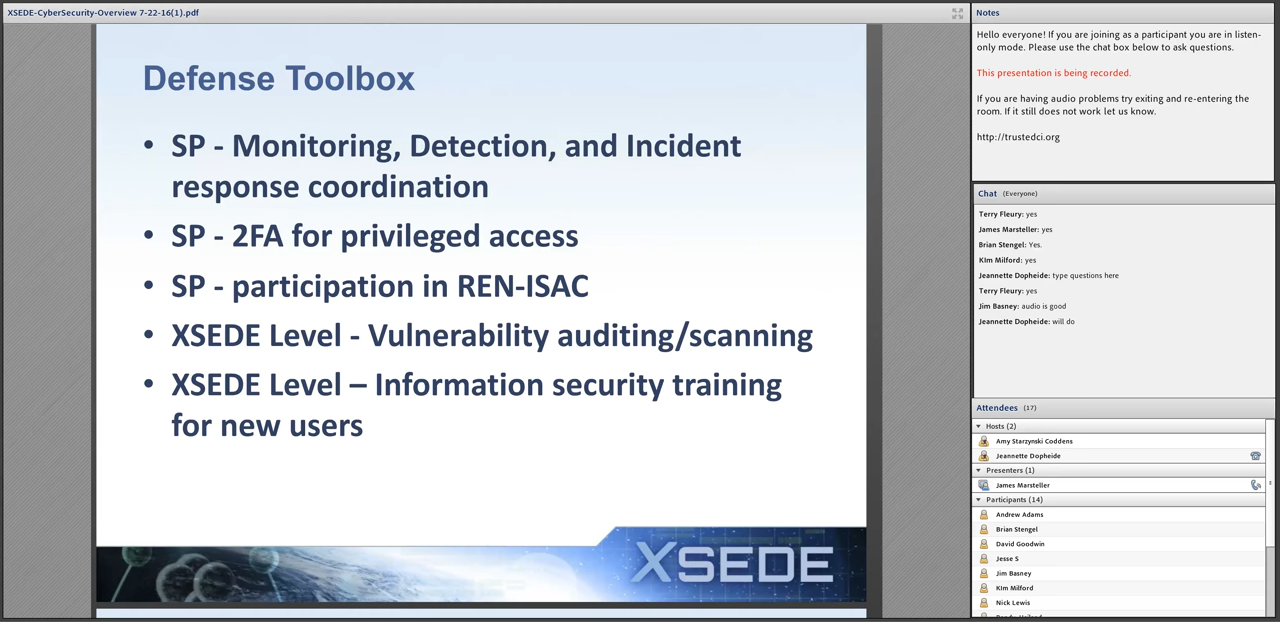 XSEDE-CyberSecurity-Overview 7-22-16(1).pdf
Defense Toolbox
• SP - Monitoring, Detection, and Incident
response coordination
• SP - 2FA for privileged access
• SP - participation in REN-ISAC
• XSEDE Level - Vulnerability auditing/scanning
• XSEDE Level – Information security training
for new users
XSEDE
Notes
Hello everyone! If you are joining as a participant you are in listen-
only mode. Please use the chat box below to ask questions.
This presentation is being recorded.
If you are having audio problems try exiting and re-entering the
room. If it still does not work let us know.
http://trustedci.org
Chat (Everyone)
Terry Fleury: yes
James Marsteller: yes
Brian Stengel: Yes.
KIm Milford: yes
Jeannette Dopheide: type questions here
Terry Fleury: yes
Jim Basney: audio is good
Jeannette Dopheide: will do
Attendees (17)
Hosts (2)
Amy Starzynski Coddens
Jeannette Dopheide
Presenters (1)
James Marsteller
Participants (14)
Andrew Adams
Brian Stengel
David Goodwin
Jesse S
Jim Basney
KIm Milford
Nick Lewis